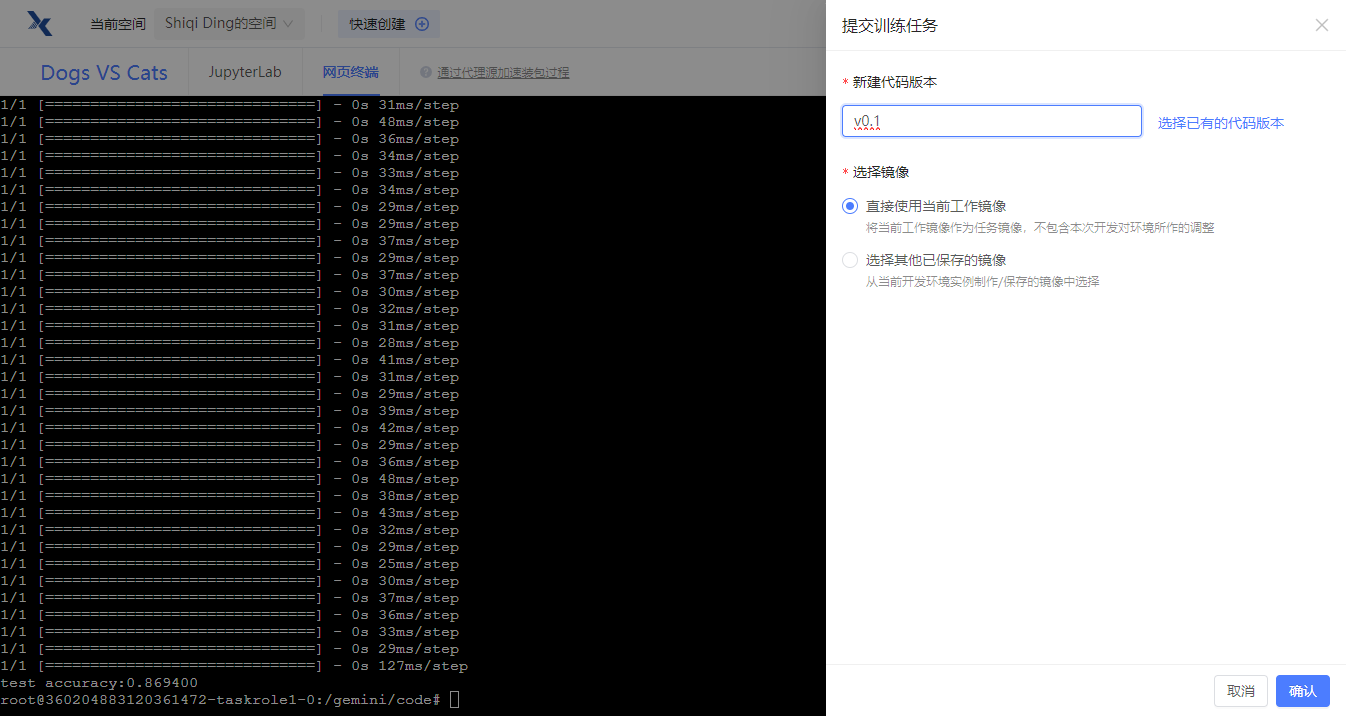 当前空间 Shiqi Ding的空间 快速创建
Dogs VS Cats JupyterLab 网页终端 通过代理源加速装包过程
1/1 [==============================] - 0s 31ms/step
1/1 [==============================] - 0s 48ms/step
1/1 [==============================] - 0s 36ms/step
1/1 [==============================] - 0s 34ms/step
1/1 [==============================] - 0s 33ms/step
1/1 [==============================] - 0s 34ms/step
1/1 [==============================] - 0s 29ms/step
1/1 [==============================] - 0s 29ms/step
1/1 [==============================] - 0s 37ms/step
1/1 [==============================] - 0s 29ms/step
1/1 [==============================] - 0s 37ms/step
1/1 [==============================] - 0s 30ms/step
1/1 [==============================] - 0s 32ms/step
1/1 [==============================] - 0s 31ms/step
1/1 [==============================] - 0s 28ms/step
1/1 [==============================] - 0s 41ms/step
1/1 [==============================] - 0s 31ms/step
1/1 [==============================] - 0s 29ms/step
1/1 [==============================] - 0s 39ms/step
1/1 [==============================] - 0s 42ms/step
1/1 [==============================] - 0s 29ms/step
1/1 [==============================] - 0s 36ms/step
1/1 [==============================] - 0s 48ms/step
1/1 [==============================] - 0s 38ms/step
1/1 [==============================] - 0s 43ms/step
1/1 [==============================] - 0s 32ms/step
1/1 [==============================] - 0s 29ms/step
1/1 [==============================] - 0s 25ms/step
1/1 [==============================] - 0s 30ms/step
1/1 [==============================] - 0s 37ms/step
1/1 [==============================] - 0s 36ms/step
1/1 [==============================] - 0s 33ms/step
1/1 [==============================] - 0s 29ms/step
1/1 [==============================] - 0s 127ms/step
test accuracy:0.869400
root@360204883120361472-taskrole1-0:/gemini/code#
提交训练任务
* 新建代码版本
v0.1 选择已有的代码版本
* 选择镜像
直接使用当前工作镜像
将当前工作镜像作为任务镜像，不包含本次开发对环境所作的调整
选择其他已保存的镜像
从当前开发环境实例制作/保存的镜像中选择
取消 确认